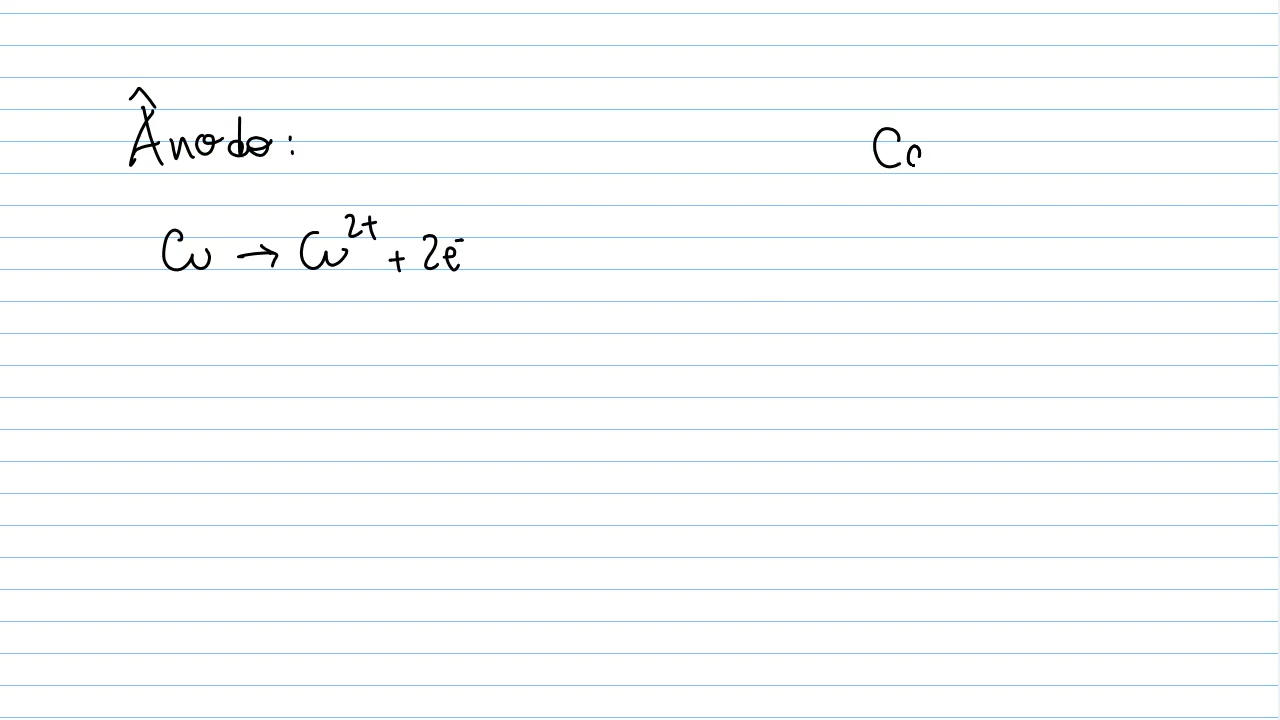 Ânodo:
Cu → Cu²⁺ + 2e⁻